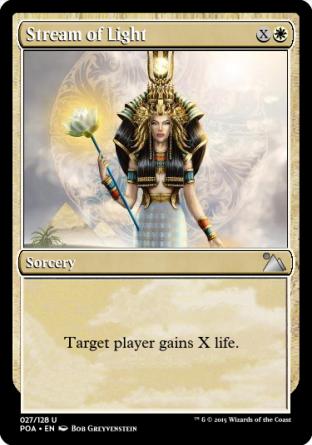 Stream of Light X
Sorcery
Target player gains X life.
027/128 U
POA • EN Bob Greyvenstein ™ & © 2015 Wizards of the Coast